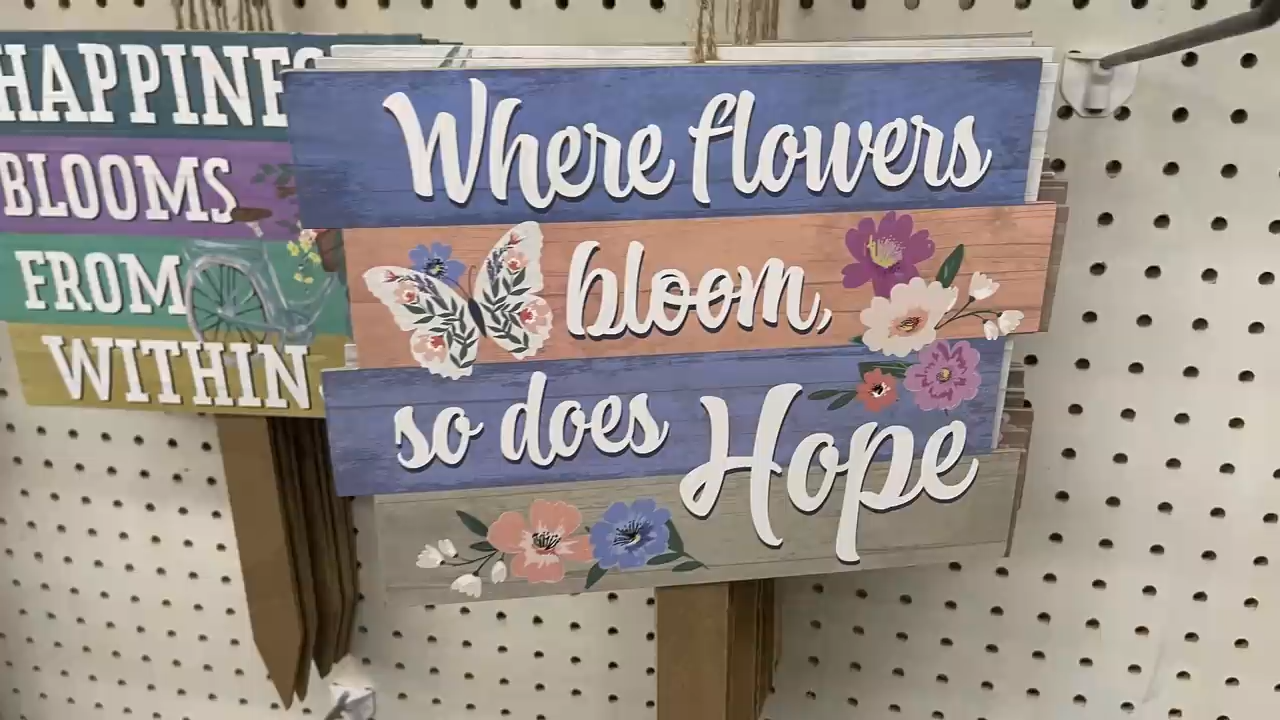 HAPPINES
BLOOMS
FROM
WITHIN
Where flowers
bloom,
so does Hope